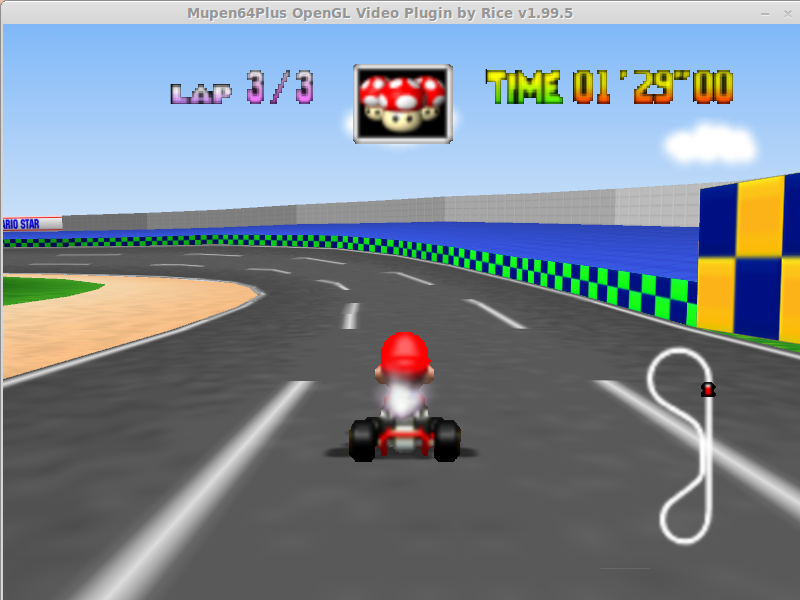 Mupen64Plus OpenGL Video Plugin by Rice v1.99.5
LAP 3/3
TIME 01'29"00
ARIO STAR